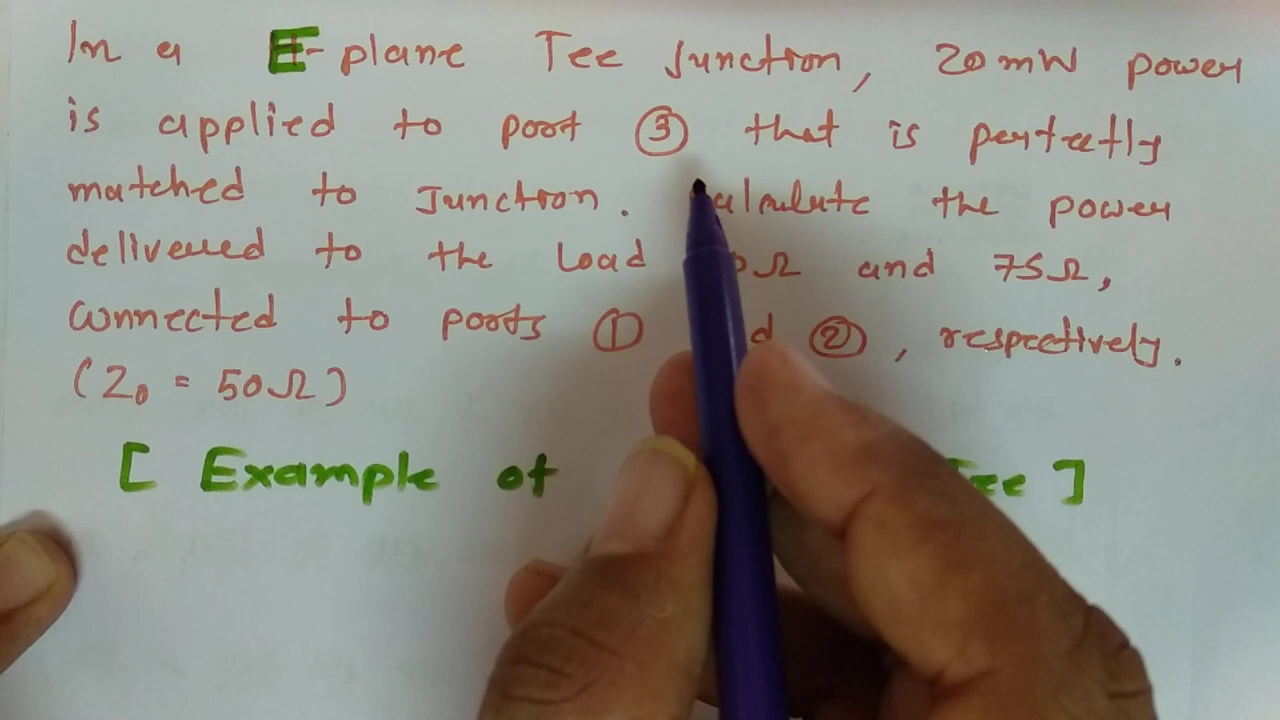 In a E-plane Tee Junction, 20mW power
is applied to port ③ that is perfectly
matched to Junction. Calculate the power
delivered to the Load and 75Ω,
connected to ports ① ②, respectively.
(Z₀ = 50Ω)
[ Example of Tee ]